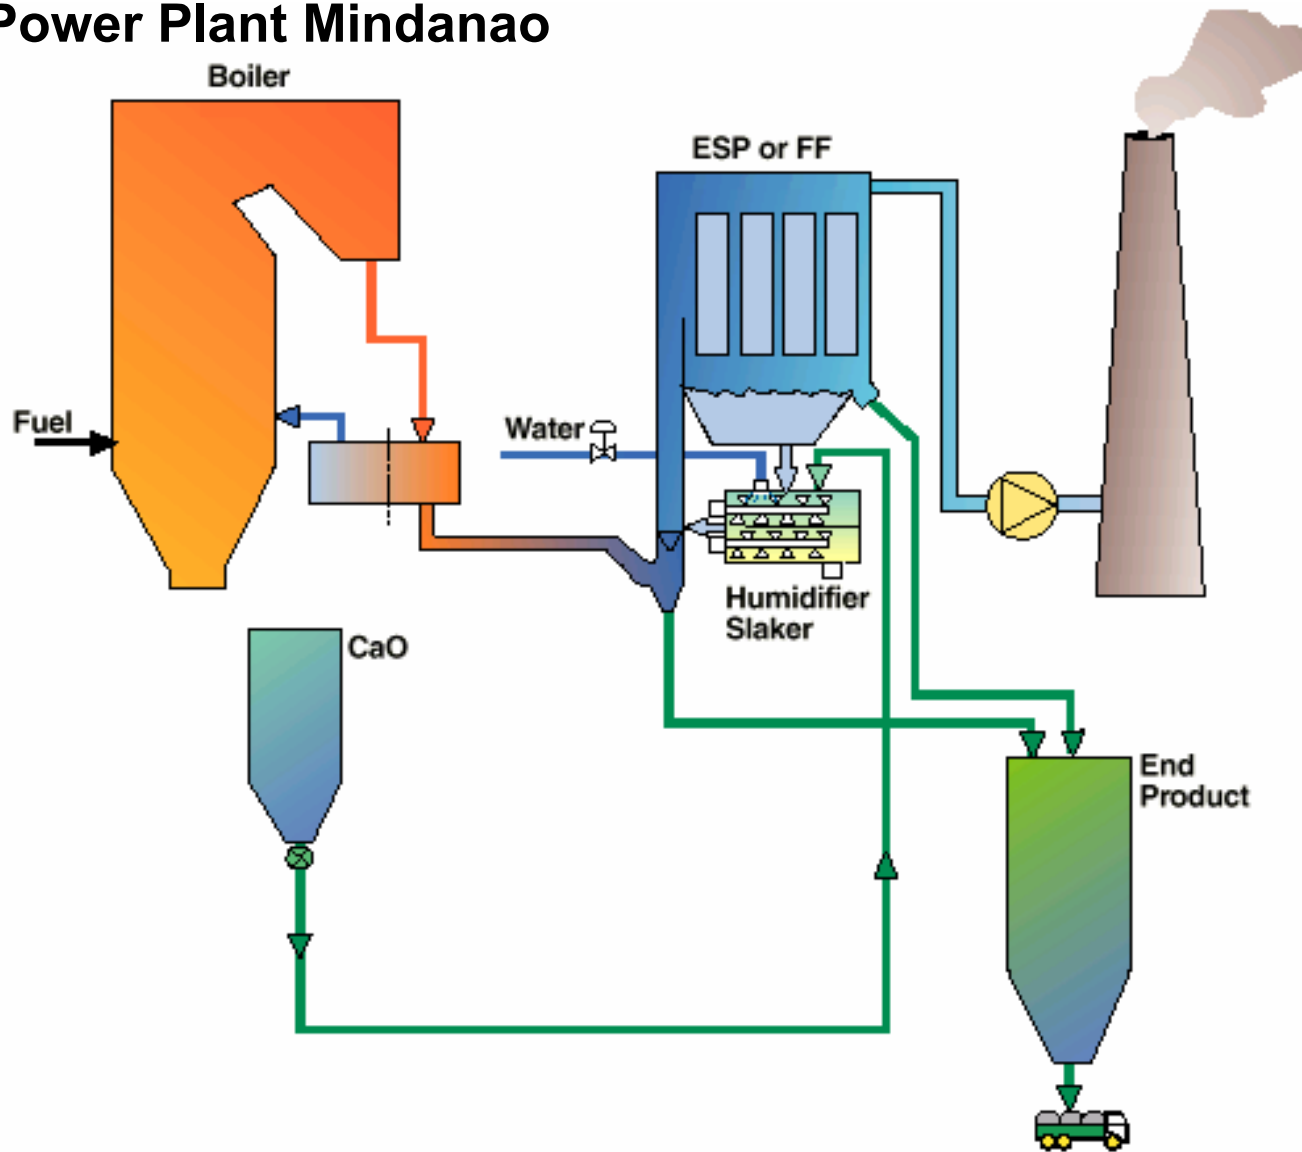 Power Plant Mindanao
Boiler
ESP or FF
Fuel
Water
Humidifier
Slaker
CaO
End
Product